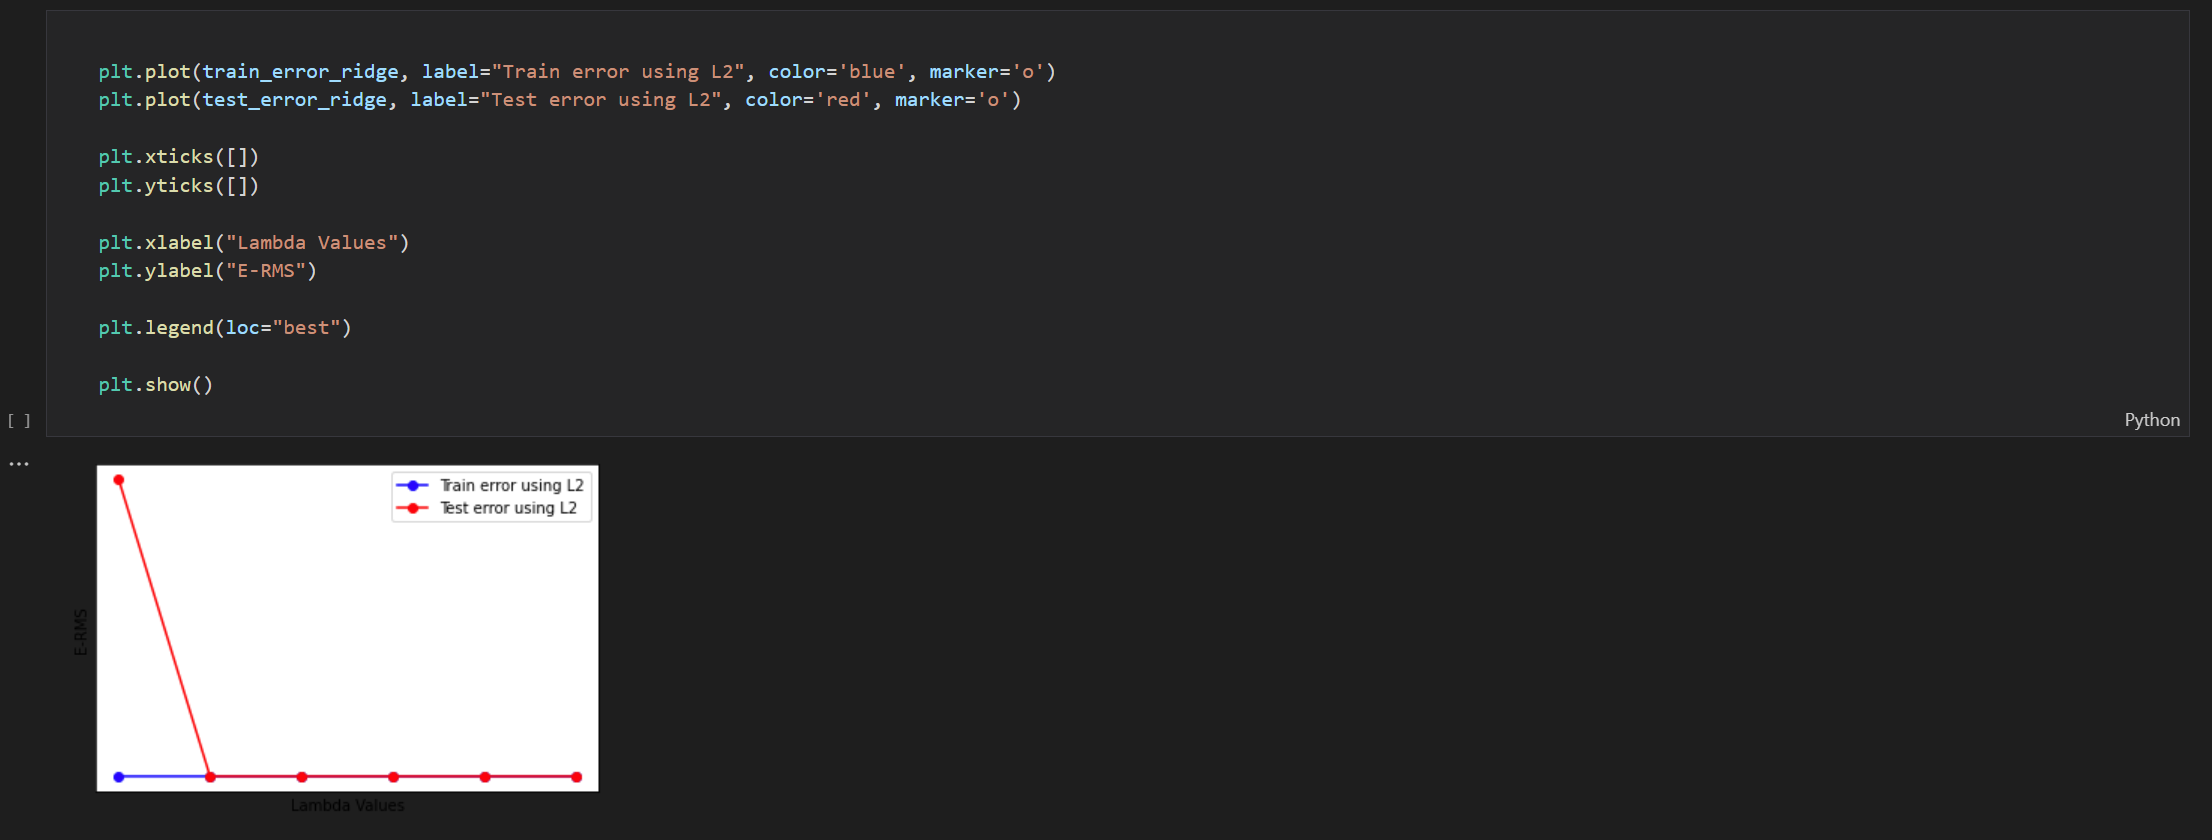 plt.plot(train_error_ridge, label="Train error using L2", color='blue', marker='o')
plt.plot(test_error_ridge, label="Test error using L2", color='red', marker='o')
plt.xticks([])
plt.yticks([])
plt.xlabel("Lambda Values")
plt.ylabel("E-RMS")
plt.legend(loc="best")
plt.show()
[ ]
Python
...
Train error using L2
Test error using L2
E-RMS
Lambda Values